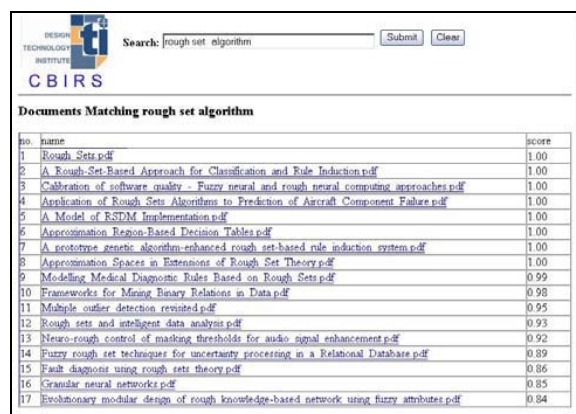 DESIGN
TECHNOLOGY
INSTITUTE
ti
CBIRS
Search: rough set algorithm Submit Clear
Documents Matching rough set algorithm
no. name score
1 Rough Sets.pdf 1.00
2 A Rough-Set-Based Approach for Classification and Rule Induction.pdf 1.00
3 Calibration of software quality - Fuzzy neural and rough neural computing approaches.pdf 1.00
4 Application of Rough Sets Algorithms to Prediction of Aircraft Component Failure.pdf 1.00
5 A Model of RSDM Implementation.pdf 1.00
6 Approximation Region-Based Decision Tables.pdf 1.00
7 A prototype genetic algorithm-enhanced rough set-based rule induction system.pdf 1.00
8 Approximation Spaces in Extensions of Rough Set Theory.pdf 1.00
9 Modelling Medical Diagnostic Rules Based on Rough Sets.pdf 0.99
10 Frameworks for Mining Binary Relations in Data.pdf 0.98
11 Multiple outlier detection revisited.pdf 0.95
12 Rough sets and intelligent data analysis.pdf 0.93
13 Neuro-rough control of masking thresholds for audio signal enhancement.pdf 0.92
14 Fuzzy rough set techniques for uncertainty processing in a Relational Database.pdf 0.89
15 Fault diagnosis using rough sets theory.pdf 0.86
16 Granular neural networks.pdf 0.85
17 Evolutionary modular design of rough knowledge-based network using fuzzy attributes.pdf 0.84